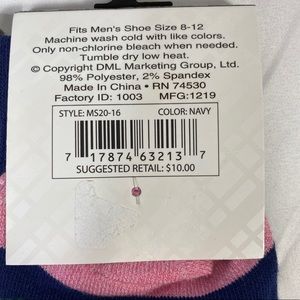 Fits Men's Shoe Size 8-12
Machine wash cold with like colors.
Only non-chlorine bleach when needed.
Tumble dry low heat.
© Copyright DML Marketing Group, Ltd.
98% Polyester, 2% Spandex
Made In China • RN 74530
Factory ID: 1003 MFG:1219
STYLE: MS20-16 COLOR: NAVY
7 17874 63213 7
SUGGESTED RETAIL: $10.00